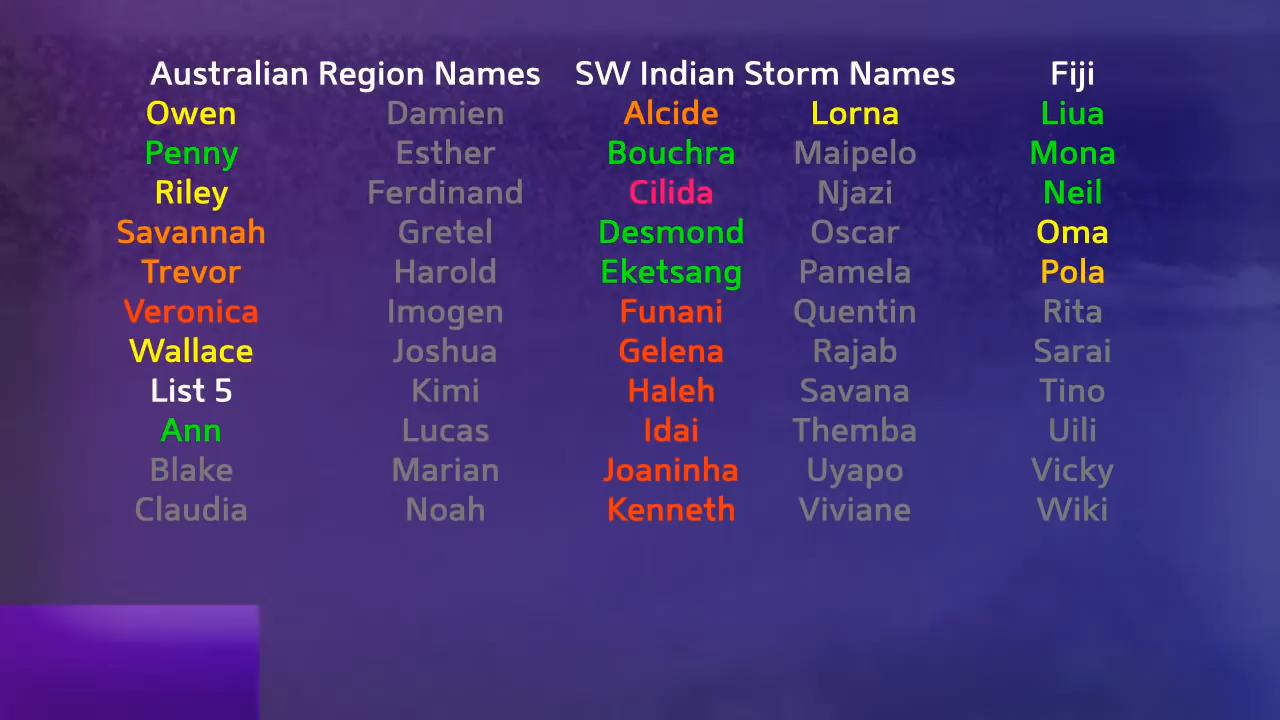 Australian Region Names SW Indian Storm Names Fiji
Owen Damien Alcide Lorna Liua
Penny Esther Bouchra Maipelo Mona
Riley Ferdinand Cilida Njazi Neil
Savannah Gretel Desmond Oscar Oma
Trevor Harold Eketsang Pamela Pola
Veronica Imogen Funani Quentin Rita
Wallace Joshua Gelena Rajab Sarai
List 5 Kimi Haleh Savana Tino
Ann Lucas Idai Themba Uili
Blake Marian Joaninha Uyapo Vicky
Claudia Noah Kenneth Viviane Wiki